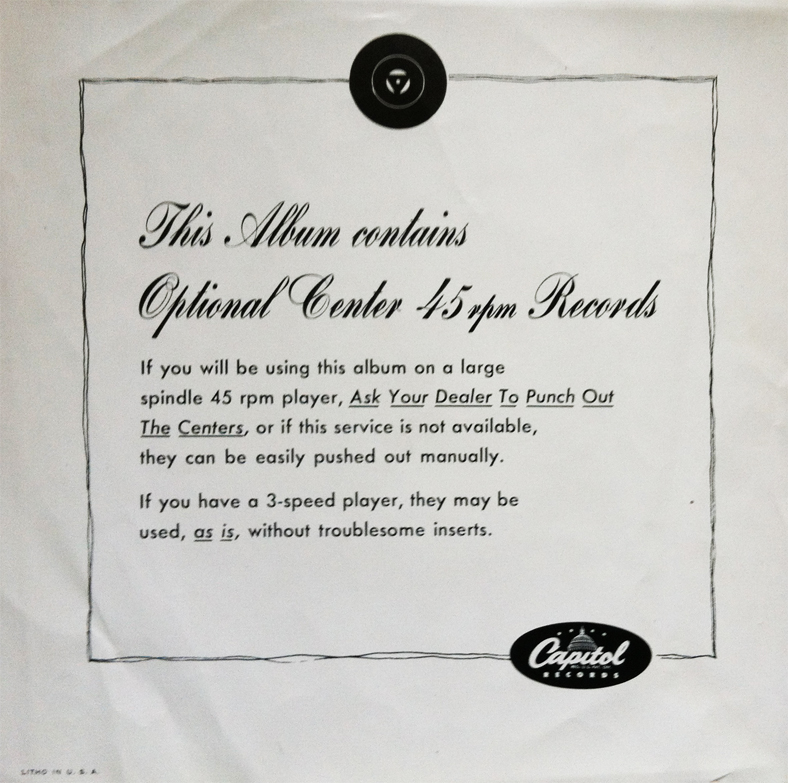 This Album contains
Optional Center 45 rpm Records
If you will be using this album on a large
spindle 45 rpm player, Ask Your Dealer To Punch Out
The Centers, or if this service is not available,
they can be easily pushed out manually.
If you have a 3-speed player, they may be
used, as is, without troublesome inserts.
Capitol
RECORDS
LITHO IN U. S. A.